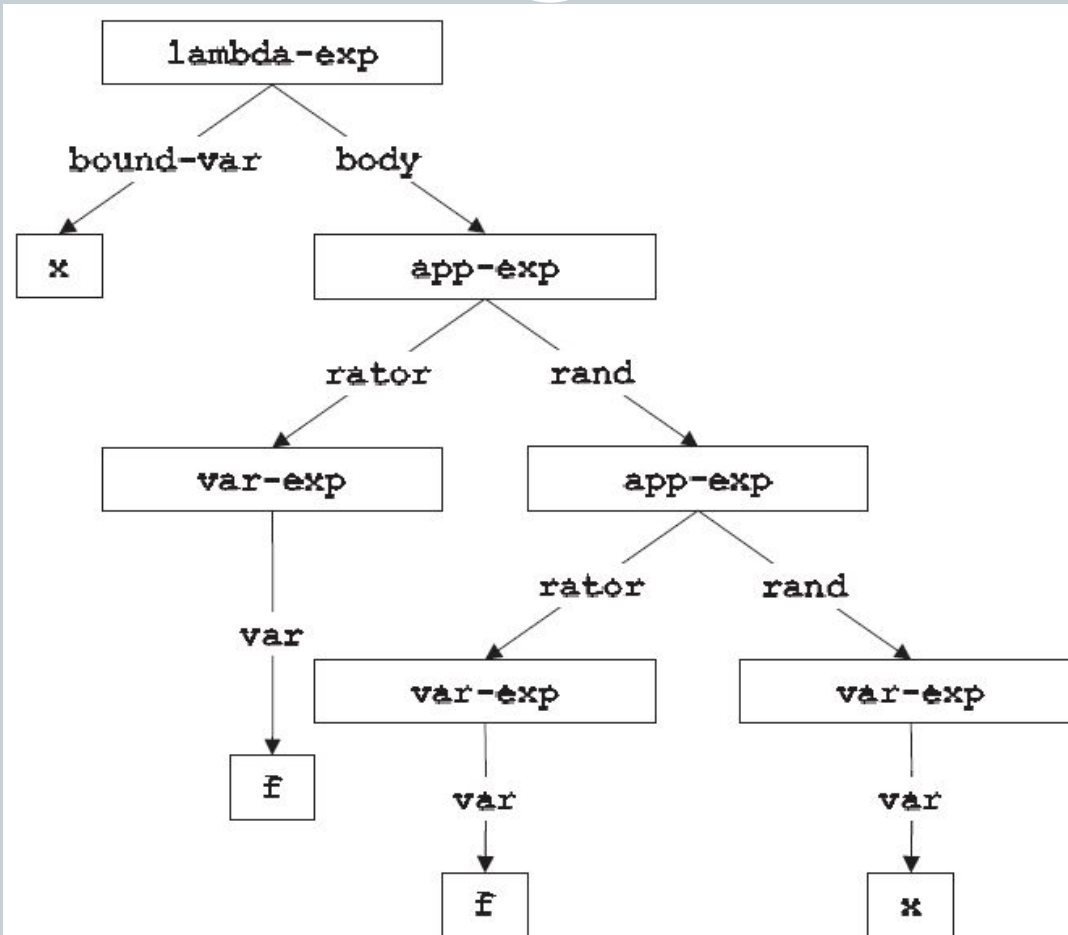 lambda-exp
bound-var body
x app-exp
rator rand
var-exp app-exp
rator rand
var
var-exp var-exp
f var var
f x